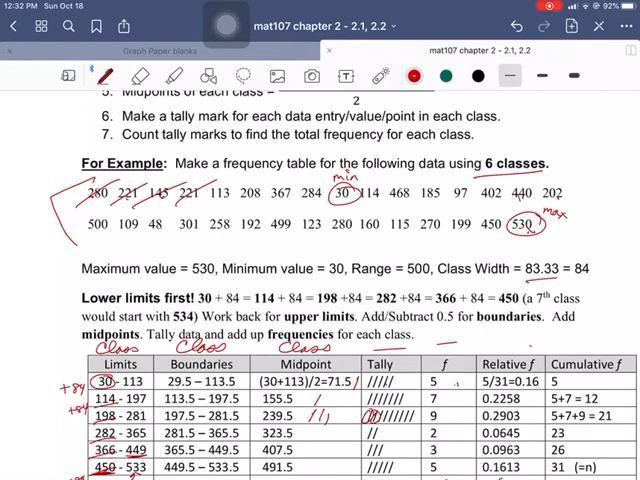 12:32 PM Sun Oct 18
92%
mat107 chapter 2 - 2.1, 2.2
Graph Paper blanks
mat107 chapter 2 - 2.1, 2.2
5. Midpoints of each class =
2
6. Make a tally mark for each data entry/value/point in each class.
7. Count tally marks to find the total frequency for each class.
For Example: Make a frequency table for the following data using 6 classes.
min
280 221 145 221 113 208 367 284 30 114 468 185 97 402 440 202
max
500 109 48 301 258 192 499 123 280 160 115 270 199 450 530
Maximum value = 530, Minimum value = 30, Range = 500, Class Width = 83.33 = 84
Lower limits first! 30 + 84 = 114 + 84 = 198 +84 = 282 +84 = 366 + 84 = 450 (a 7th class
would start with 534) Work back for upper limits. Add/Subtract 0.5 for boundaries. Add
midpoints. Tally data and add up frequencies for each class.
Class Class Class
Limits Boundaries Midpoint Tally f Relative f Cumulative f
30 - 113 29.5 – 113.5 (30+113)/2=71.5 ///// 5 5/31=0.16 5
+84
114 - 197 113.5 – 197.5 155.5 /////// 7 0.2258 5+7 = 12
+84
198 - 281 197.5 – 281.5 239.5 ///////// 9 0.2903 5+7+9 = 21
282 - 365 281.5 – 365.5 323.5 // 2 0.0645 23
366 - 449 365.5 – 449.5 407.5 /// 3 0.0963 26
450 - 533 449.5 – 533.5 491.5 ///// 5 0.1613 31 (=n)